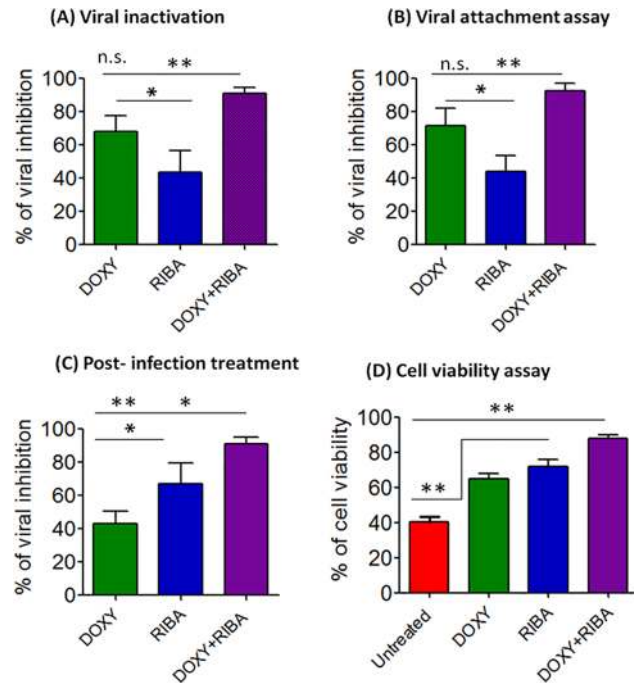 (A) Viral inactivation
n.s.
**
*
% of viral inhibition
100
80
60
40
20
0
DOXY
RIBA
DOXY+RIBA
(B) Viral attachment assay
n.s.
**
*
% of viral inhibition
100
80
60
40
20
0
DOXY
RIBA
DOXY+RIBA
(C) Post- infection treatment
** *
*
% of viral inhibition
100
80
60
40
20
0
DOXY
RIBA
DOXY+RIBA
(D) Cell viability assay
**
**
% of cell viability
100
80
60
40
20
0
Untreated
DOXY
RIBA
DOXY+RIBA